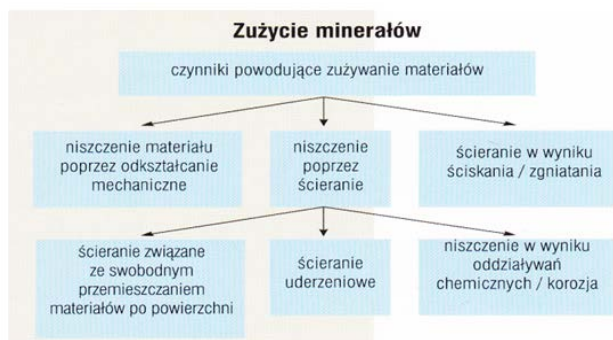 Zużycie minerałów
czynniki powodujące zużywanie materiałów
niszczenie materiału
poprzez odkształcanie
mechaniczne
niszczenie
poprzez
ścieranie
ścieranie w wyniku
ściskania / zgniatania
ścieranie związane
ze swobodnym
przemieszczaniem
materiałów po powierzchni
ścieranie
uderzeniowe
niszczenie w wyniku
oddziaływań
chemicznych / korozja